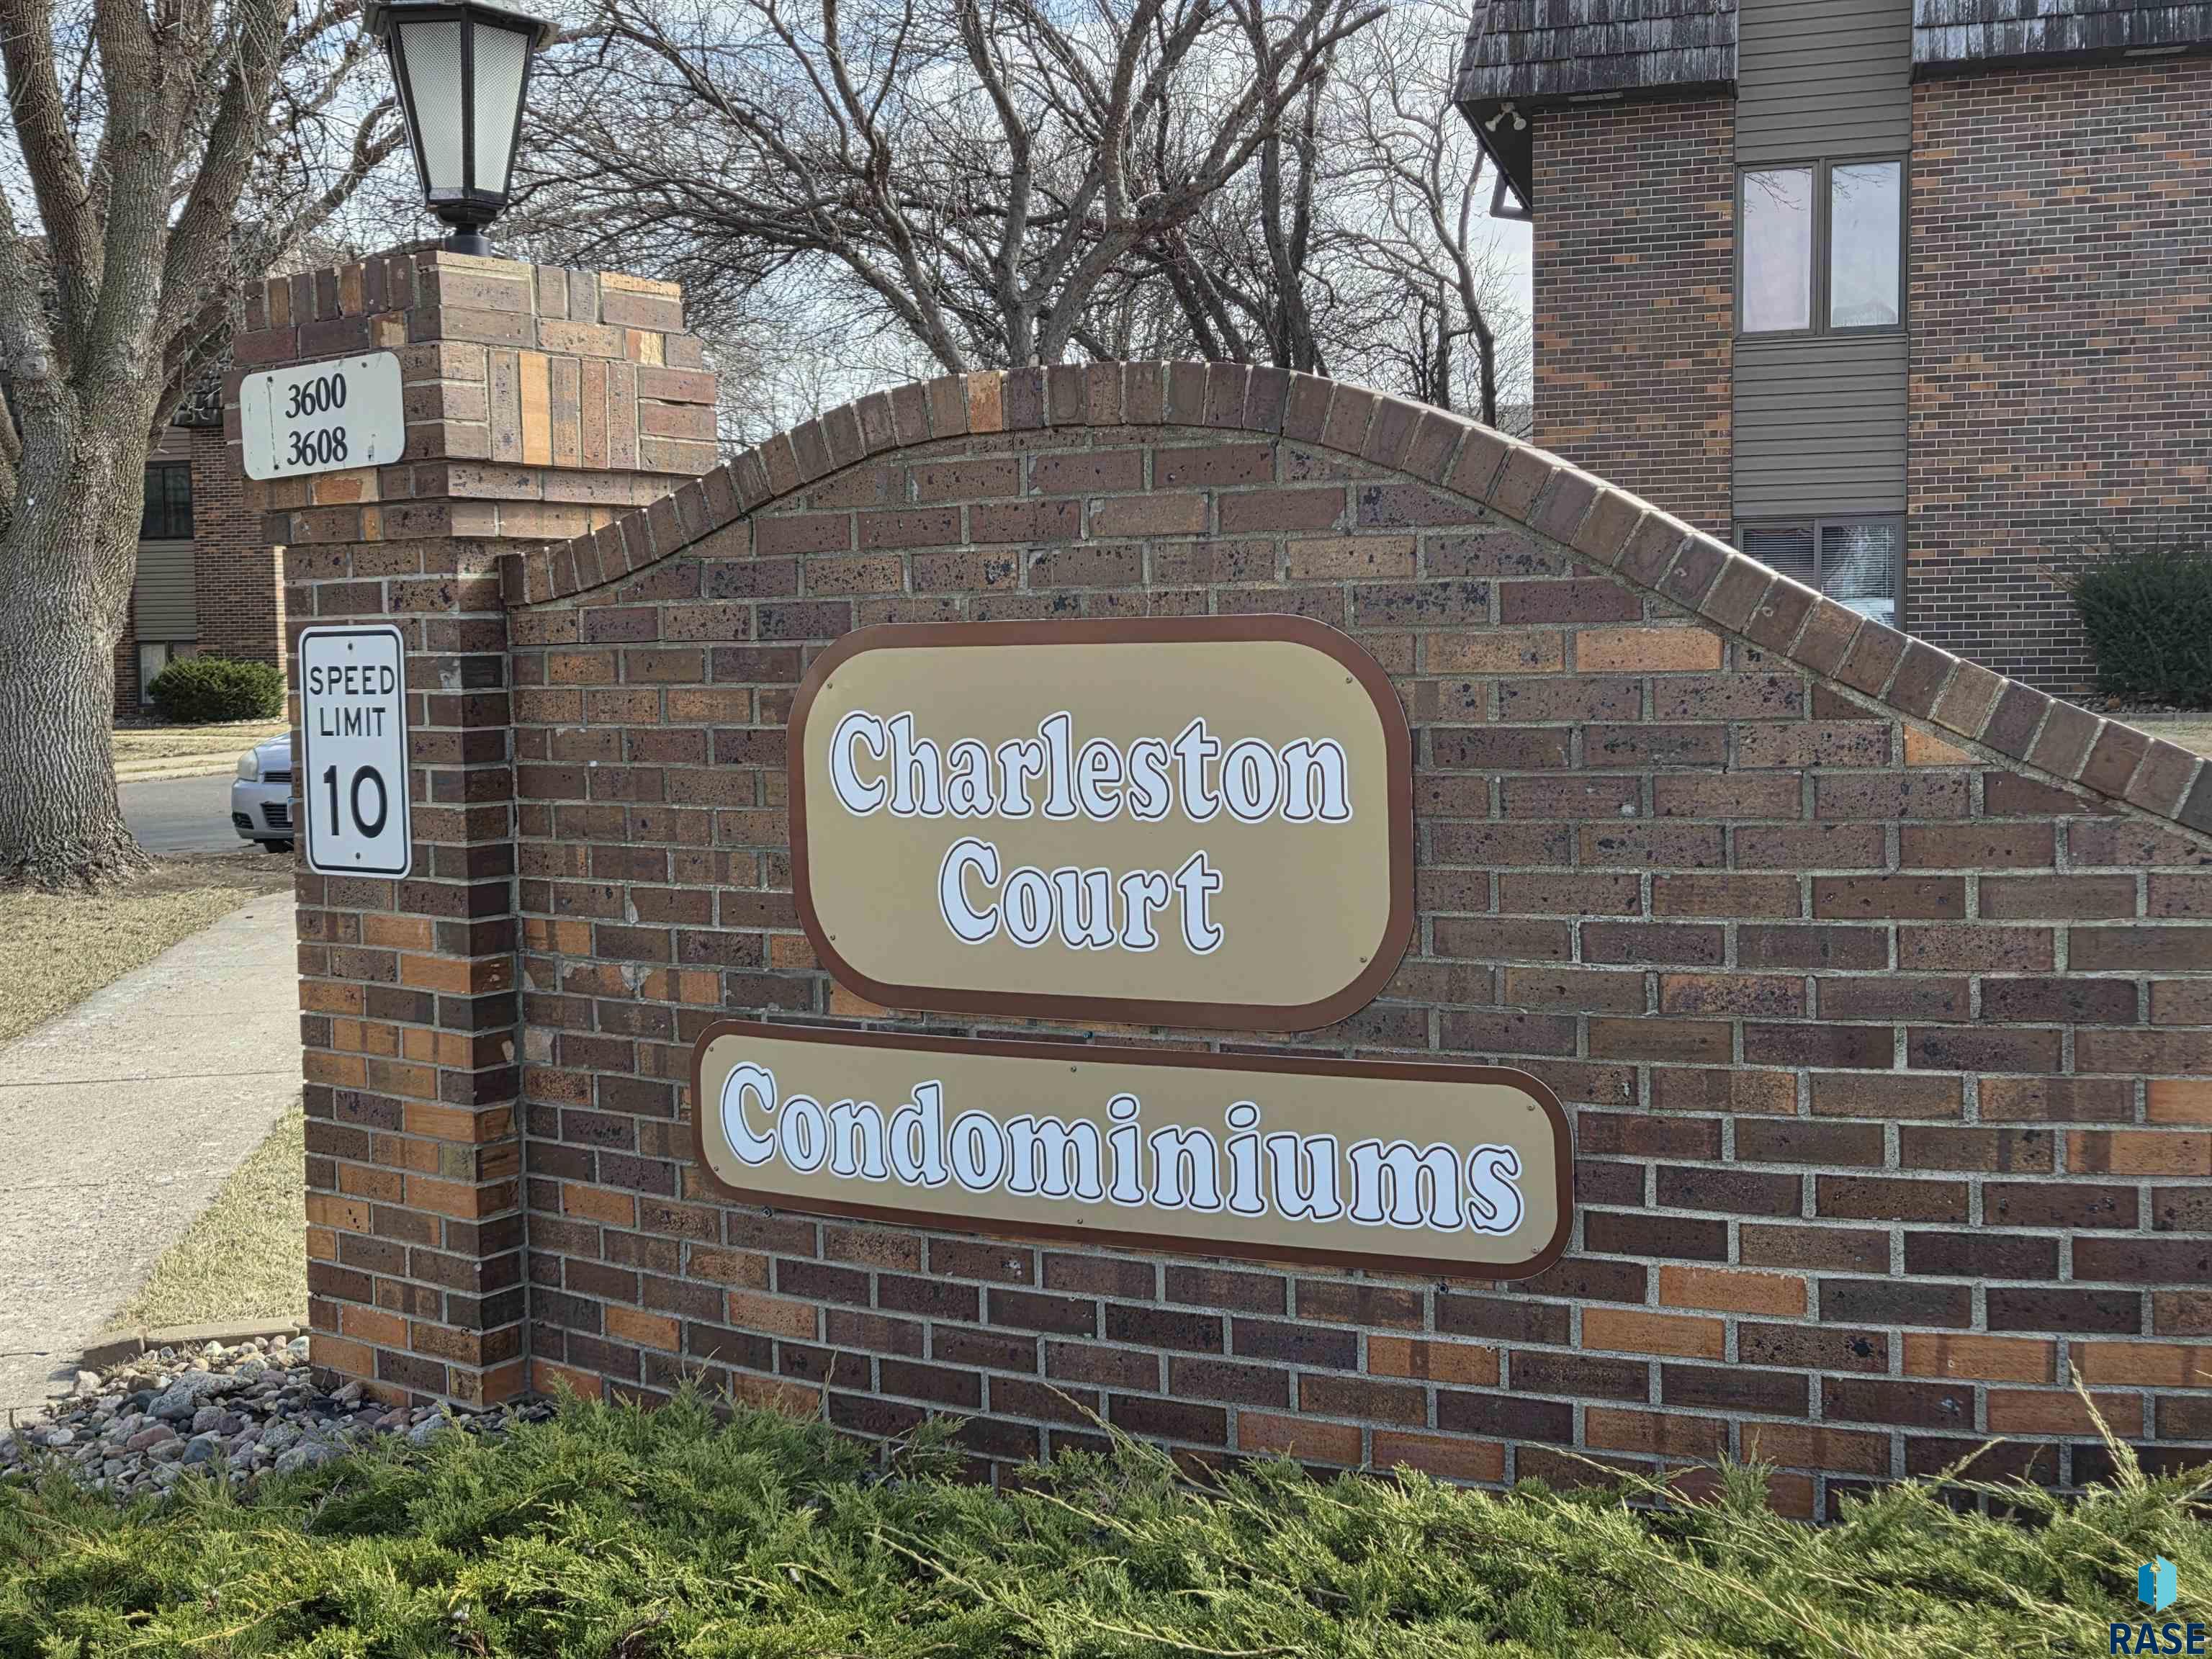 3600
3608
SPEED
LIMIT
10
Charleston
Court
Condominiums
RASE